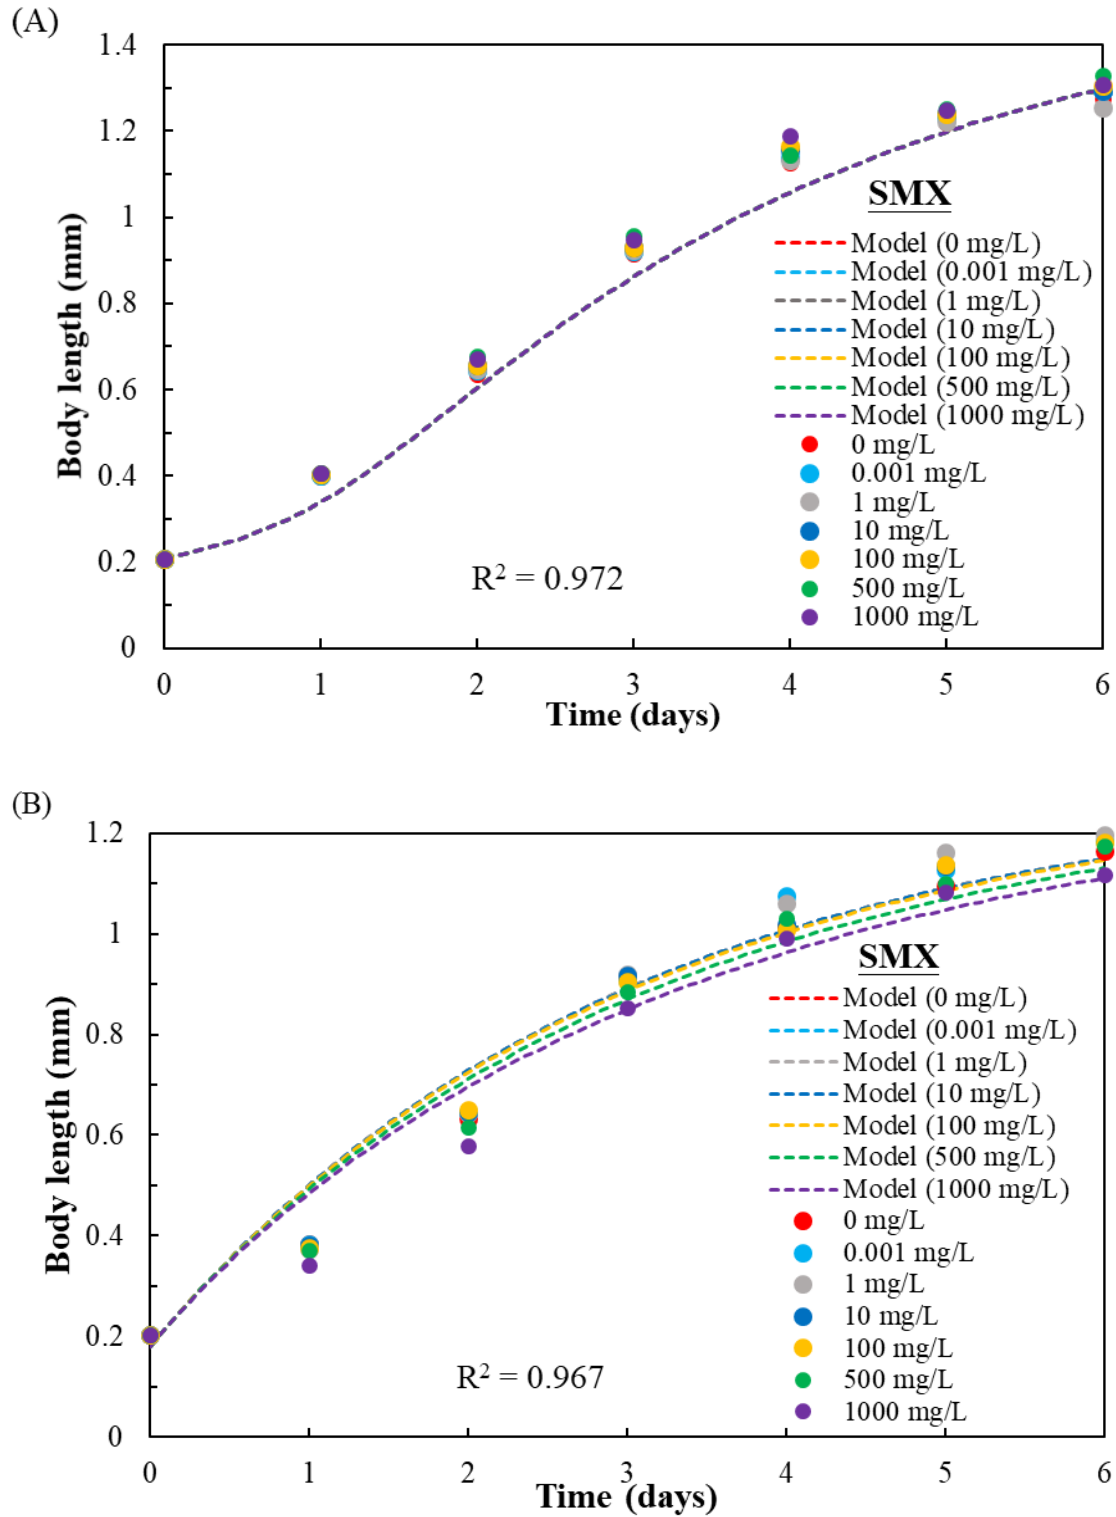 (A)
1.4
1.2
1
0.8
0.6
0.4
0.2
0
Body length (mm)
SMX
Model (0 mg/L)
Model (0.001 mg/L)
Model (1 mg/L)
Model (10 mg/L)
Model (100 mg/L)
Model (500 mg/L)
Model (1000 mg/L)
0 mg/L
0.001 mg/L
1 mg/L
10 mg/L
100 mg/L
500 mg/L
1000 mg/L
R² = 0.972
0 1 2 3 4 5 6
Time (days)
(B)
1.2
1
0.8
0.6
0.4
0.2
0
Body length (mm)
SMX
Model (0 mg/L)
Model (0.001 mg/L)
Model (1 mg/L)
Model (10 mg/L)
Model (100 mg/L)
Model (500 mg/L)
Model (1000 mg/L)
0 mg/L
0.001 mg/L
1 mg/L
10 mg/L
100 mg/L
500 mg/L
1000 mg/L
R² = 0.967
0 1 2 3 4 5 6
Time (days)